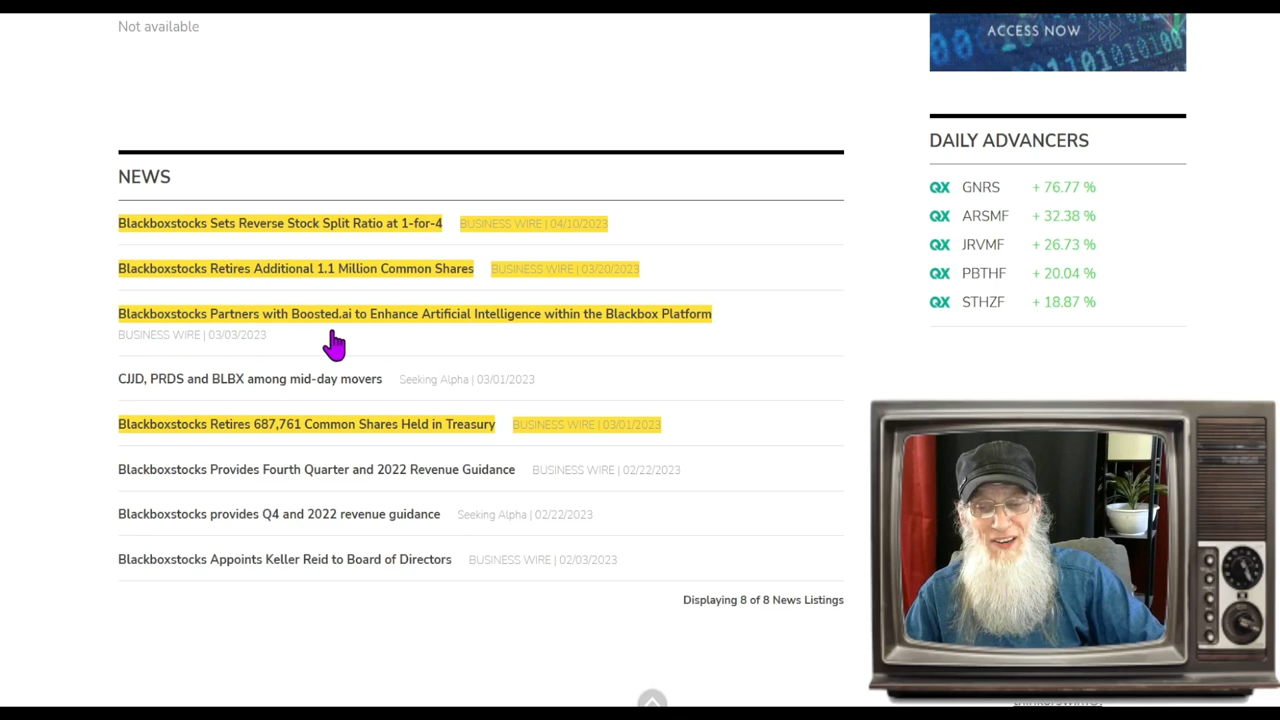 Not available
ACCESS NOW
NEWS
Blackboxstocks Sets Reverse Stock Split Ratio at 1-for-4 BUSINESS WIRE | 04/10/2023
Blackboxstocks Retires Additional 1.1 Million Common Shares BUSINESS WIRE | 03/20/2023
Blackboxstocks Partners with Boosted.ai to Enhance Artificial Intelligence within the Blackbox Platform
BUSINESS WIRE | 03/03/2023
CJJD, PRDS and BLBX among mid-day movers Seeking Alpha | 03/01/2023
Blackboxstocks Retires 687,761 Common Shares Held in Treasury BUSINESS WIRE | 03/01/2023
Blackboxstocks Provides Fourth Quarter and 2022 Revenue Guidance BUSINESS WIRE | 02/22/2023
Blackboxstocks provides Q4 and 2022 revenue guidance Seeking Alpha | 02/22/2023
Blackboxstocks Appoints Keller Reid to Board of Directors BUSINESS WIRE | 02/03/2023
Displaying 8 of 8 News Listings
DAILY ADVANCERS
QX GNRS + 76.77 %
QX ARSMF + 32.38 %
QX JRVMF + 26.73 %
QX PBTHF + 20.04 %
QX STHZF + 18.87 %